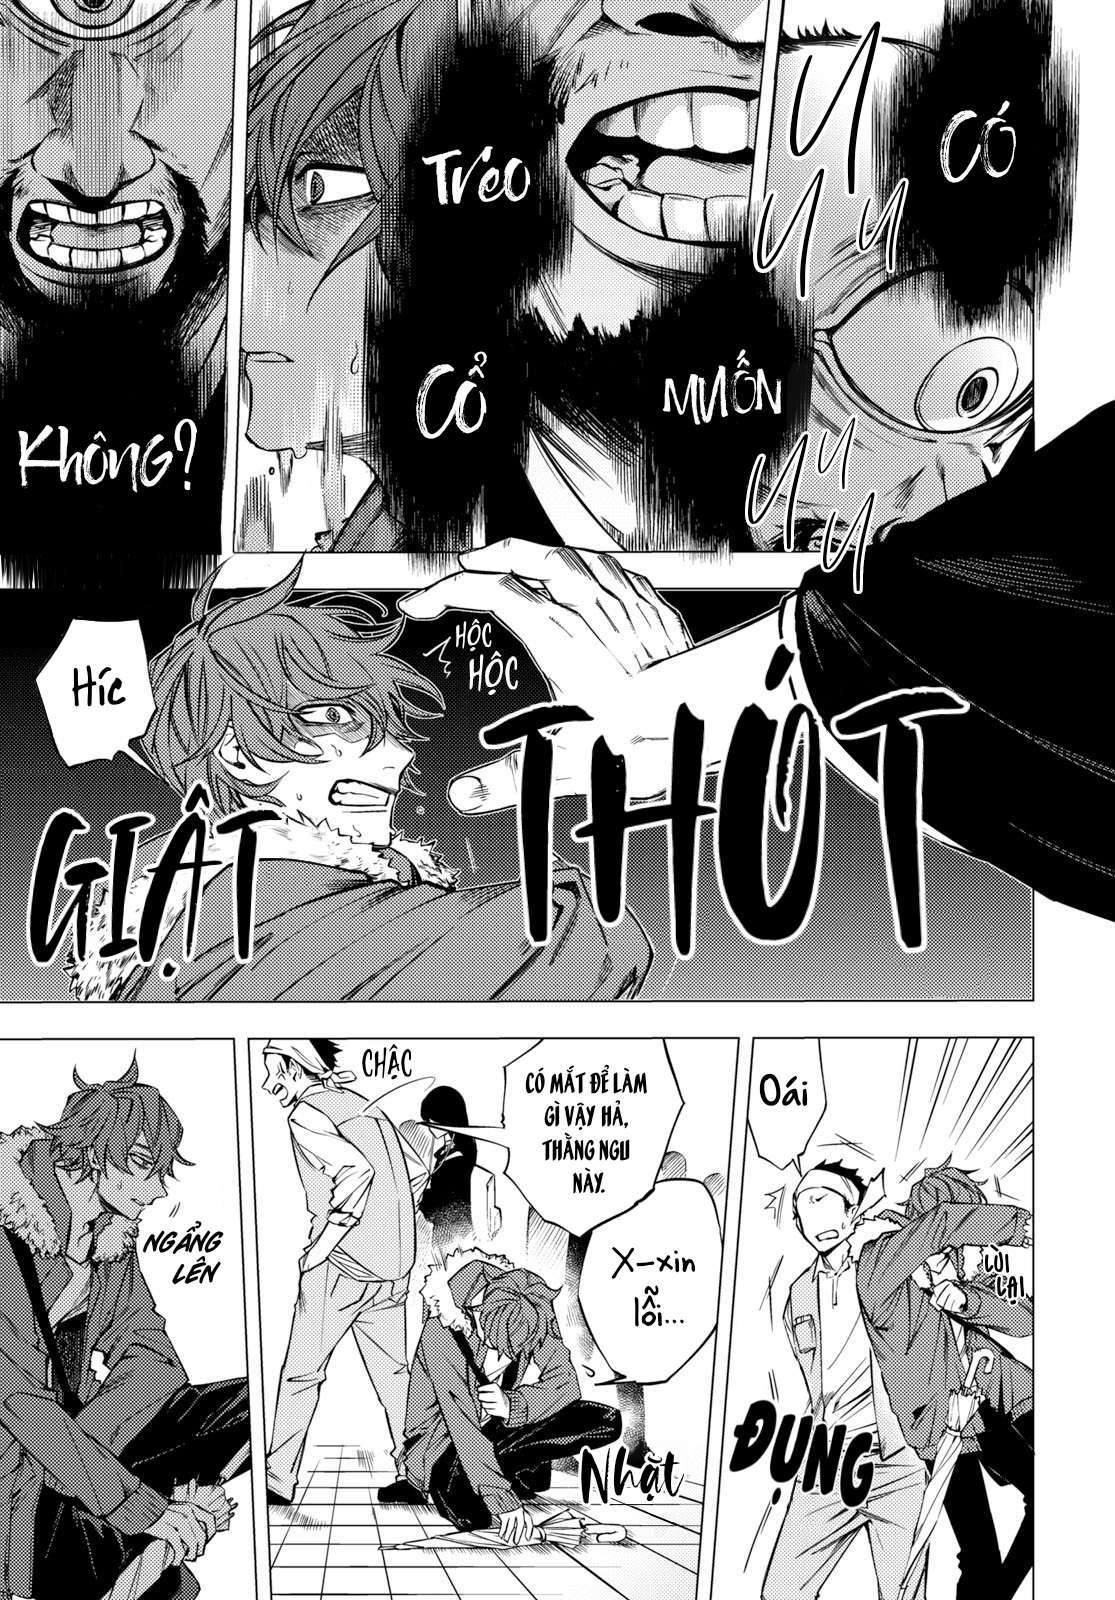 CÓ
MUỐN
Treo
CỔ
Không?
HỘC
HỘC
Híc
THÓT
GIẬT
Oái
LÙI
LẠI
ĐỤNG
CÓ MẮT ĐỂ LÀM
GÌ VẬY HẢ,
THẰNG NGU
NÀY.
X-xin
lỗi...
CHẬC
Nhặt
NGẨNG
LÊN